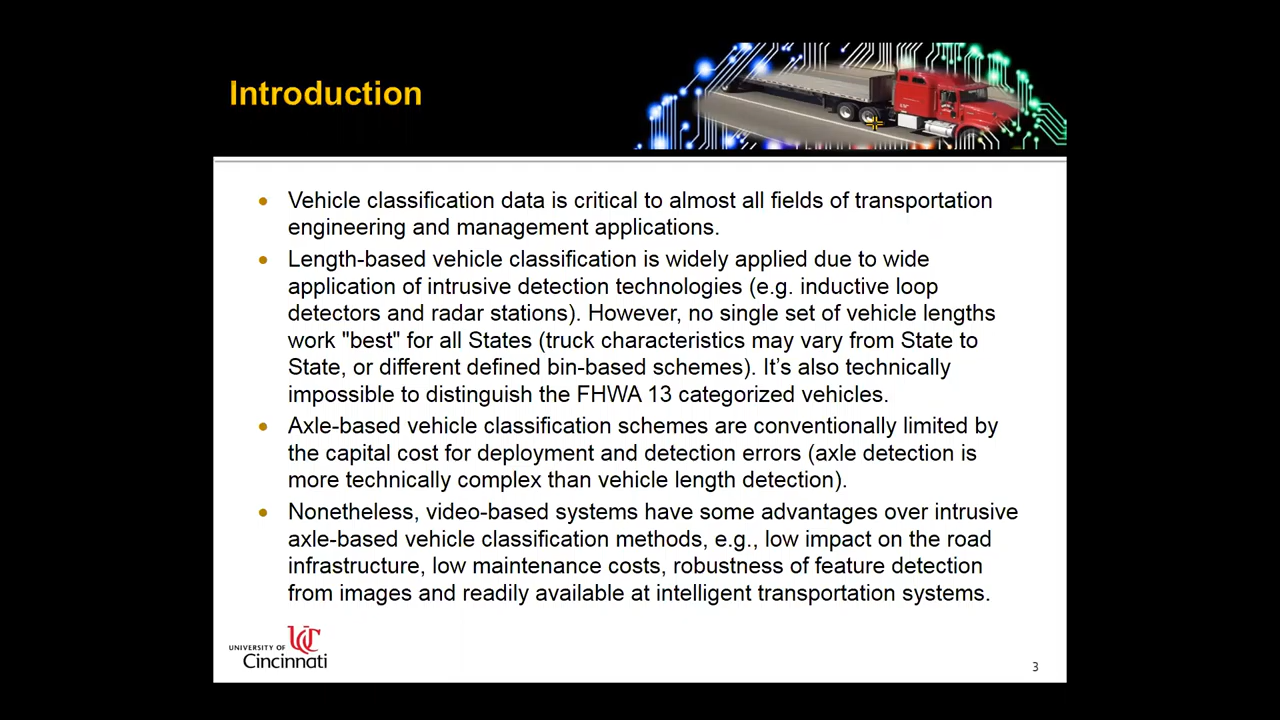 Introduction
• Vehicle classification data is critical to almost all fields of transportation
engineering and management applications.
• Length-based vehicle classification is widely applied due to wide
application of intrusive detection technologies (e.g. inductive loop
detectors and radar stations). However, no single set of vehicle lengths
work "best" for all States (truck characteristics may vary from State to
State, or different defined bin-based schemes). It’s also technically
impossible to distinguish the FHWA 13 categorized vehicles.
• Axle-based vehicle classification schemes are conventionally limited by
the capital cost for deployment and detection errors (axle detection is
more technically complex than vehicle length detection).
• Nonetheless, video-based systems have some advantages over intrusive
axle-based vehicle classification methods, e.g., low impact on the road
infrastructure, low maintenance costs, robustness of feature detection
from images and readily available at intelligent transportation systems.
UC
UNIVERSITY OF
Cincinnati
3